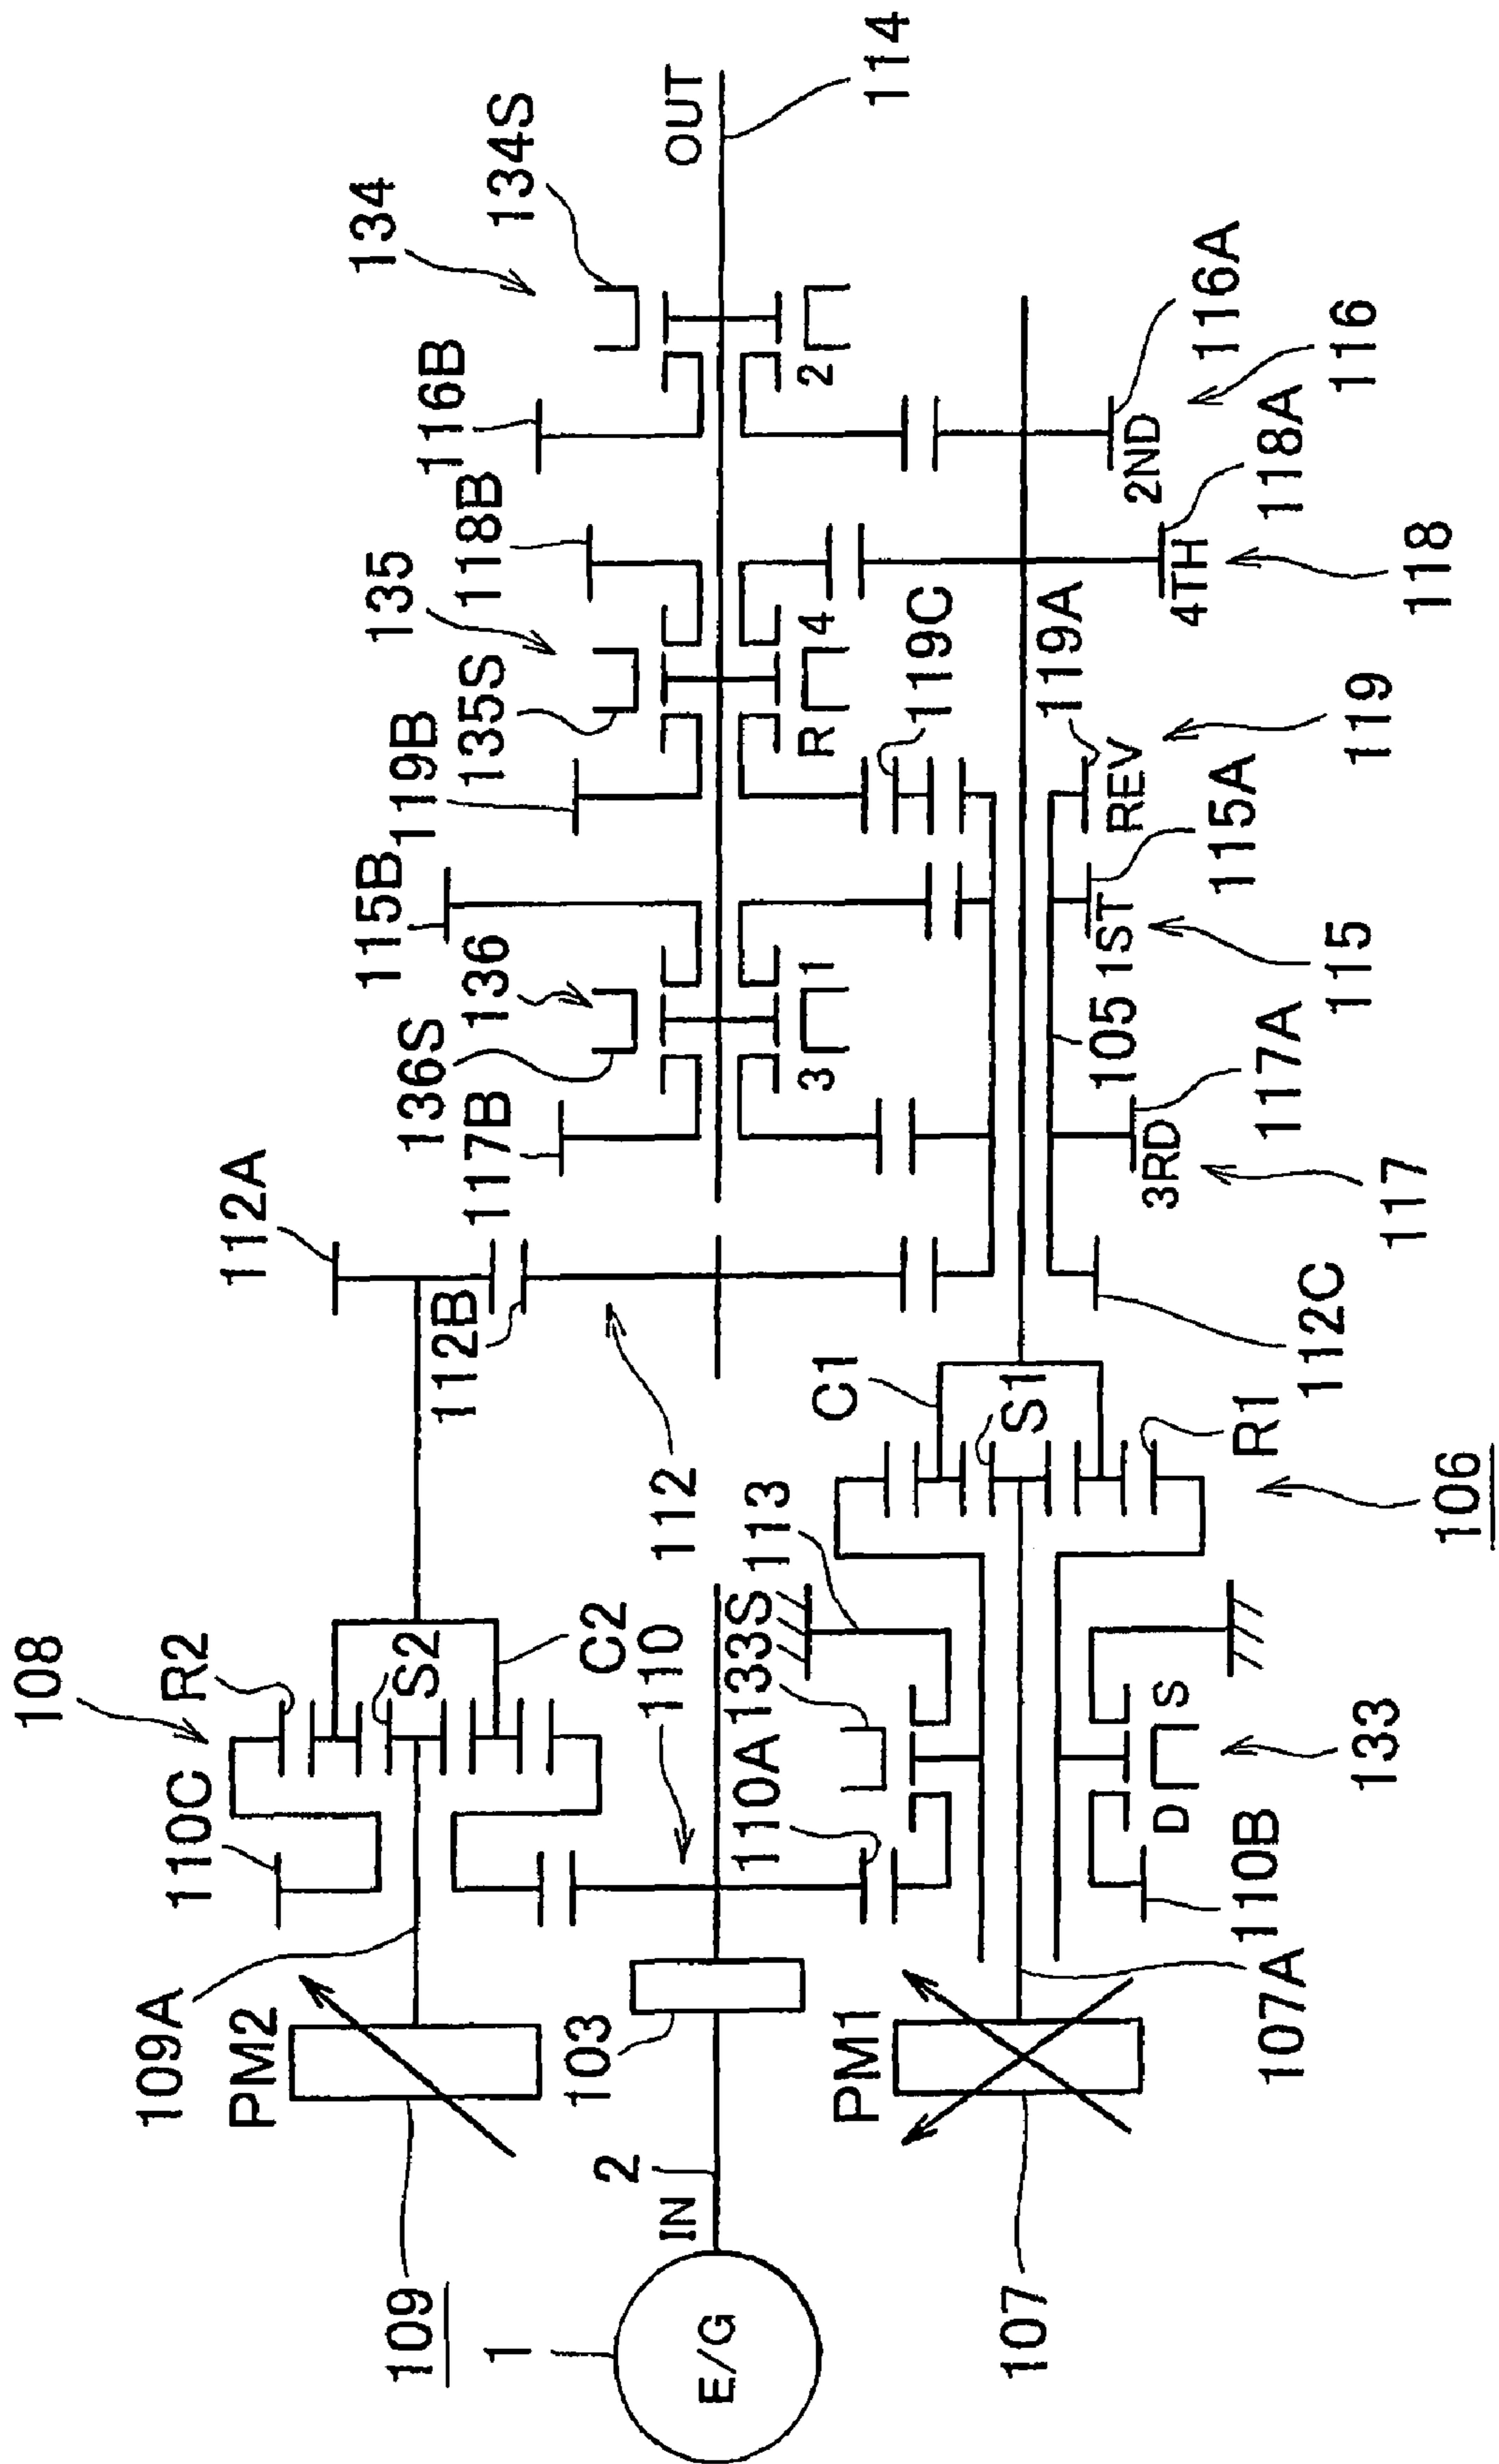 108
110C
109A
PM2
109
1
R2
S2
C2
110
103
2
IN
E/G
112A
112B
112
117B
136S
136
115B
119B
135S
135
118B
116B
134
134S
OUT
114
3
1
R
4
2
119C
119A
REV
119
115A
1ST
115
105
117A
3RD
117
112C
4TH
118
118A
2ND
116
116A
C1
S1
R1
106
113
133S
110A
S
D
133
110B
107A
PM1
107